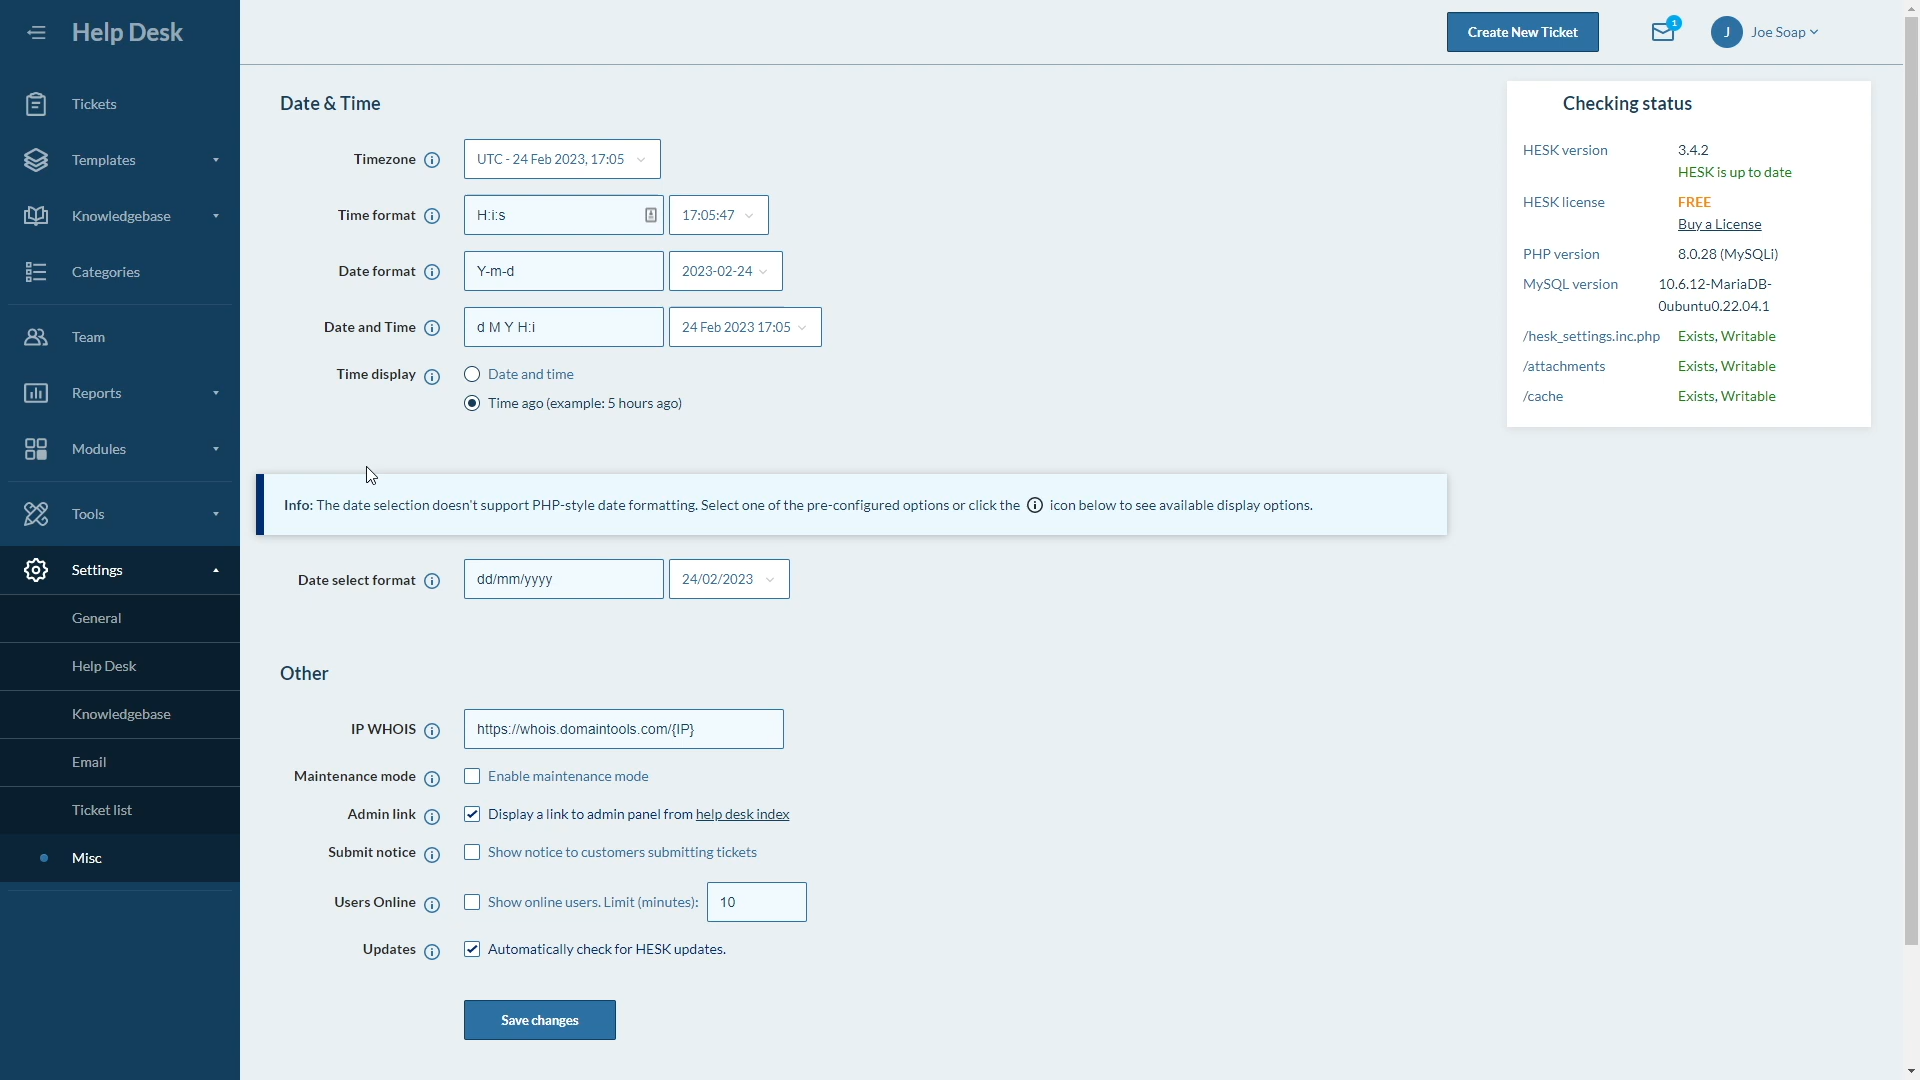 Help Desk
Create New Ticket
1
J
Joe Soap
Tickets
Templates
Knowledgebase
Categories
Team
Reports
Modules
Tools
Settings
General
Help Desk
Knowledgebase
Email
Ticket list
Misc
Date & Time
Timezone
UTC - 24 Feb 2023, 17:05
Time format
H:i:s
17:05:47
Date format
Y-m-d
2023-02-24
Date and Time
d M Y H:i
24 Feb 2023 17:05
Time display
Date and time
Time ago (example: 5 hours ago)
Info: The date selection doesn't support PHP-style date formatting. Select one of the pre-configured options or click the icon below to see available display options.
Date select format
dd/mm/yyyy
24/02/2023
Other
IP WHOIS
https://whois.domaintools.com/{IP}
Maintenance mode
Enable maintenance mode
Admin link
Display a link to admin panel from help desk index
Submit notice
Show notice to customers submitting tickets
Users Online
Show online users. Limit (minutes):
10
Updates
Automatically check for HESK updates.
Save changes
Checking status
HESK version
3.4.2
HESK is up to date
HESK license
FREE
Buy a License
PHP version
8.0.28 (MySQLi)
MySQL version
10.6.12-MariaDB-
0ubuntu0.22.04.1
/hesk_settings.inc.php
Exists, Writable
/attachments
Exists, Writable
/cache
Exists, Writable